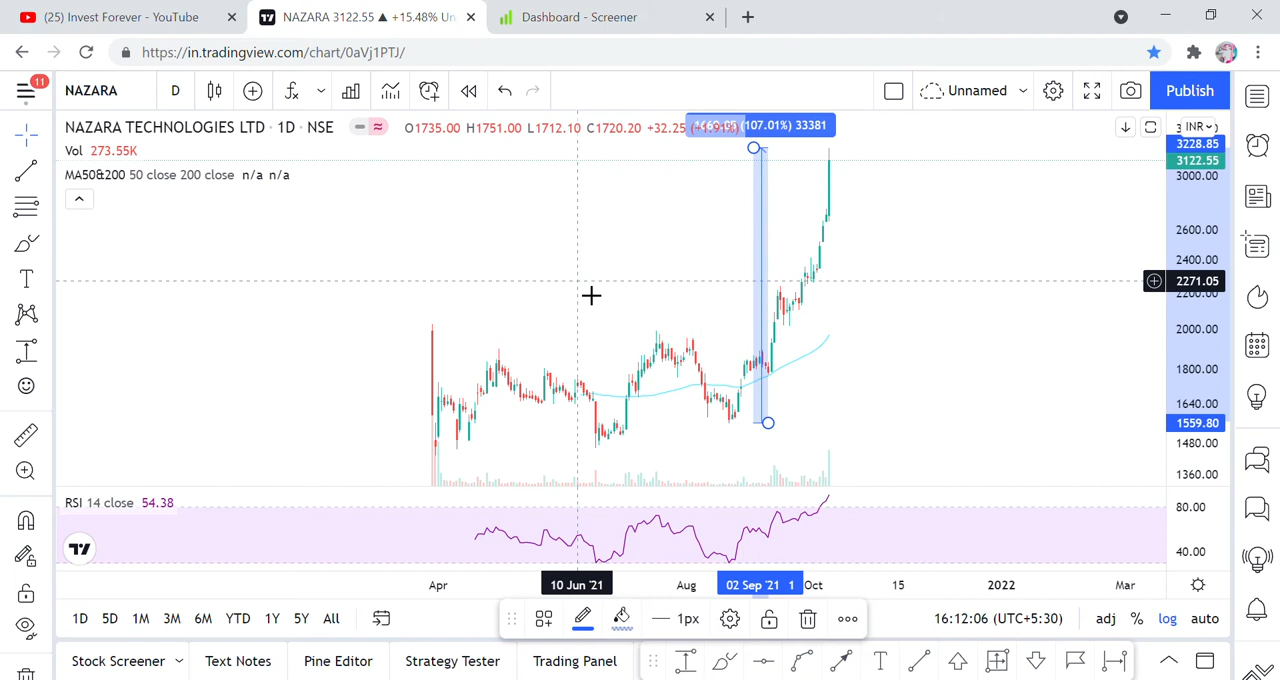 (25) Invest Forever - YouTube
NAZARA 3122.55 ▲ +15.48% Un
Dashboard - Screener
https://in.tradingview.com/chart/0aVj1PTJ/
11
NAZARA
D
Unnamed
Publish
NAZARA TECHNOLOGIES LTD · 1D · NSE
O1735.00 H1751.00 L1712.10 C1720.20 +32.25 (+1.91%)
(107.01%) 33381
INR
Vol 273.55K
MA50&200 50 close 200 close n/a n/a
3228.85
3122.55
3000.00
2600.00
2400.00
2271.05
2200.00
2000.00
1800.00
1640.00
1559.80
1480.00
1360.00
RSI 14 close 54.38
80.00
40.00
Apr
10 Jun '21
Aug
02 Sep '21 1
Oct
15
2022
Mar
1D 5D 1M 3M 6M YTD 1Y 5Y All
1px
16:12:06 (UTC+5:30)
adj % log auto
Stock Screener
Text Notes
Pine Editor
Strategy Tester
Trading Panel